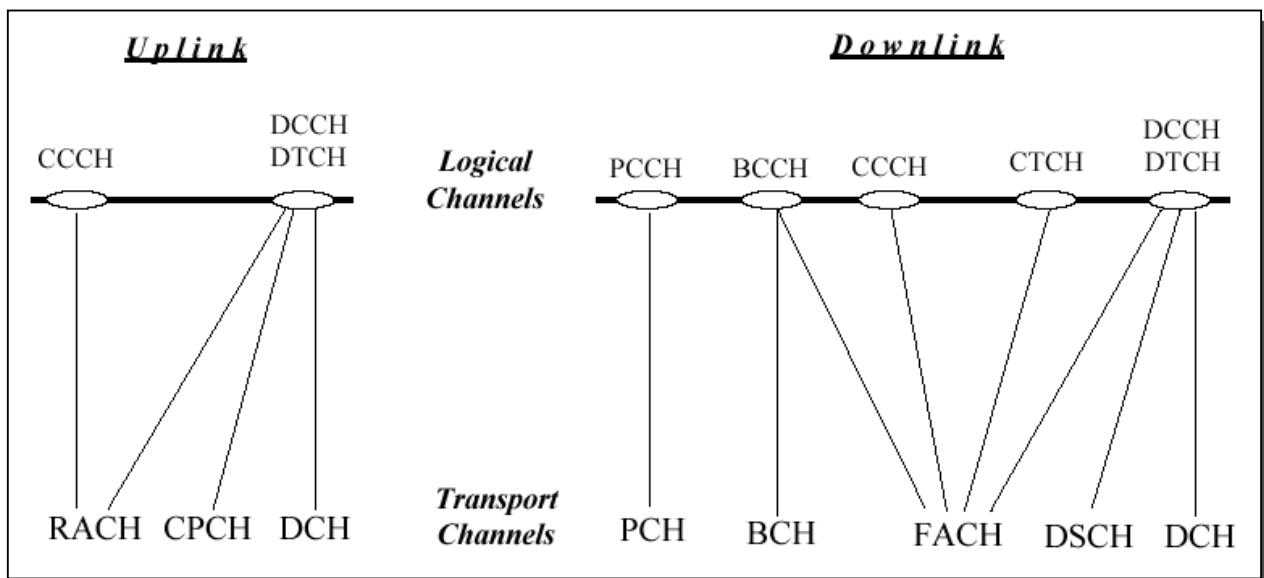 Uplink
Downlink
DCCH
CCCH DTCH
Logical
Channels
DCCH
PCCH BCCH CCCH CTCH DTCH
RACH CPCH DCH
Transport
Channels
PCH BCH FACH DSCH DCH